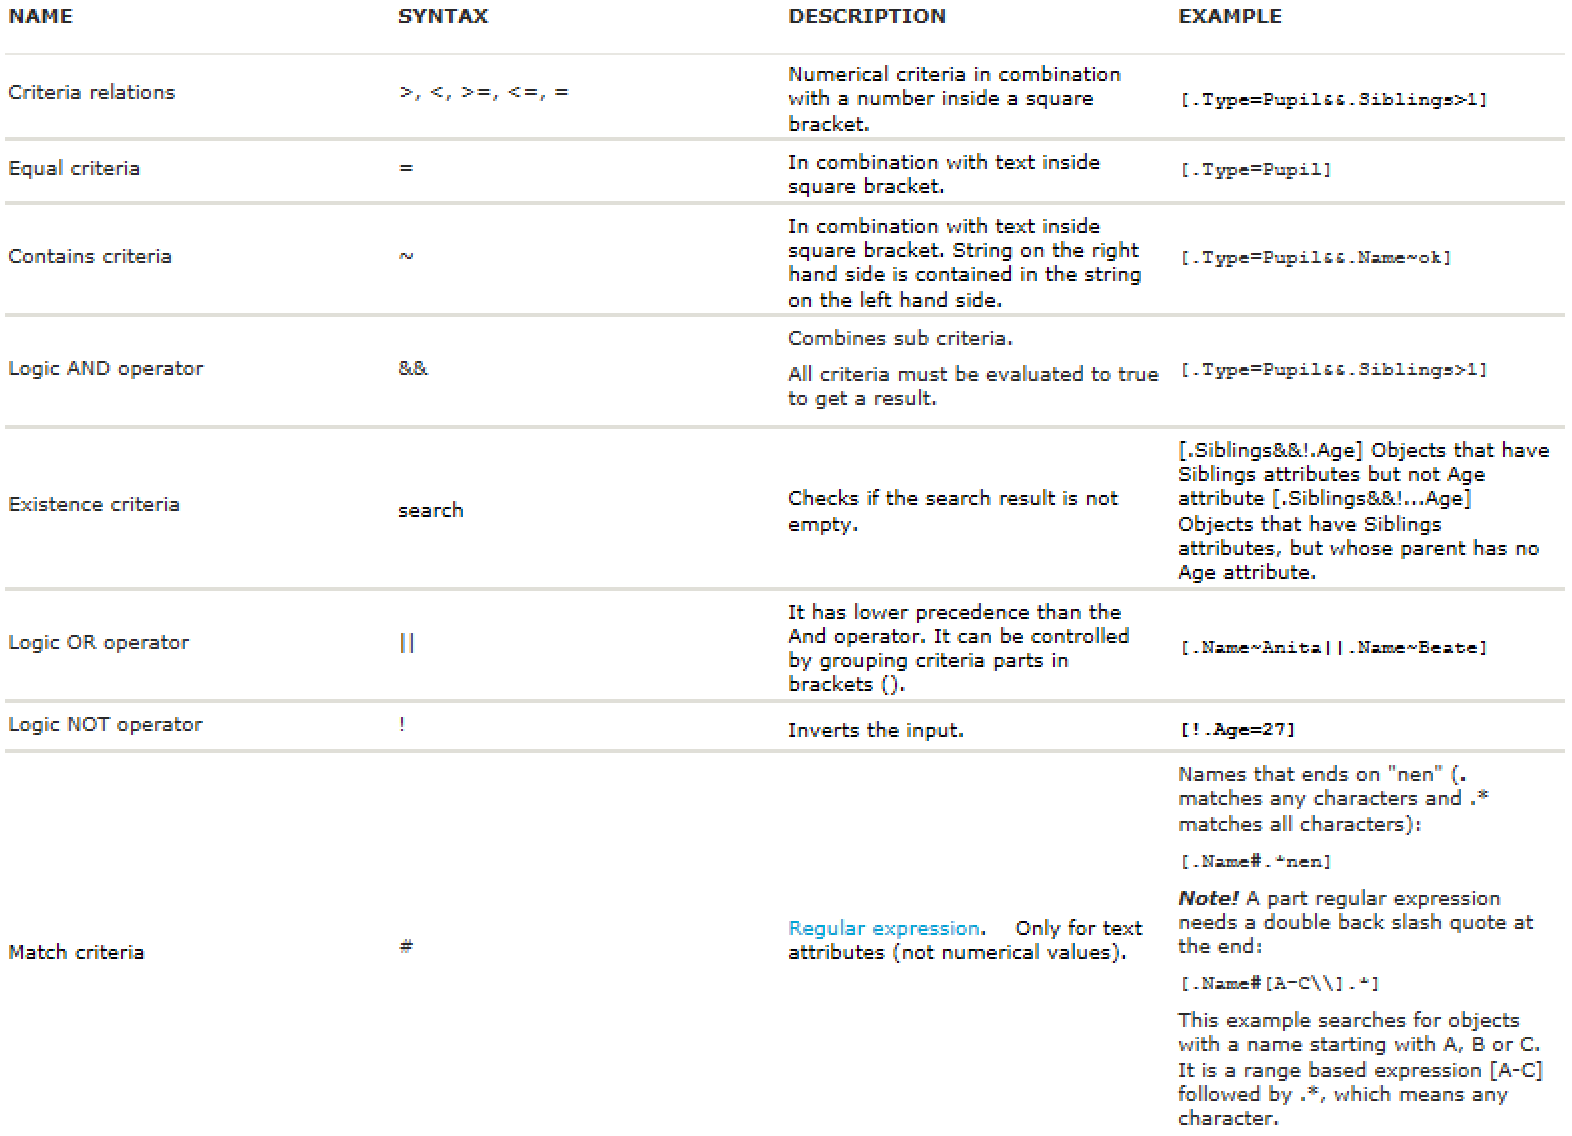 NAME SYNTAX DESCRIPTION EXAMPLE
Criteria relations >, <, >=, <=, = Numerical criteria in combination
with a number inside a square
bracket. [.Type=Pupil&&.Siblings>1]
Equal criteria = In combination with text inside
square bracket. [.Type=Pupil]
Contains criteria ~ In combination with text inside
square bracket. String on the right
hand side is contained in the string
on the left hand side. [.Type=Pupil&&.Name~ok]
Logic AND operator && Combines sub criteria.
All criteria must be evaluated to true
to get a result. [.Type=Pupil&&.Siblings>1]
Existence criteria search Checks if the search result is not
empty. [.Siblings&&!.Age] Objects that have
Siblings attributes but not Age
attribute [.Siblings&&!...Age]
Objects that have Siblings
attributes, but whose parent has no
Age attribute.
Logic OR operator || It has lower precedence than the
And operator. It can be controlled
by grouping criteria parts in
brackets (). [.Name~Anita||.Name~Beate]
Logic NOT operator ! Inverts the input. [!.Age=27]
Match criteria # Regular expression. Only for text
attributes (not numerical values). Names that ends on "nen" (.
matches any characters and .*
matches all characters):
[.Name#.*nen]
Note! A part regular expression
needs a double back slash quote at
the end:
[.Name#[A-C\\].*]
This example searches for objects
with a name starting with A, B or C.
It is a range based expression [A-C]
followed by .*, which means any
character.